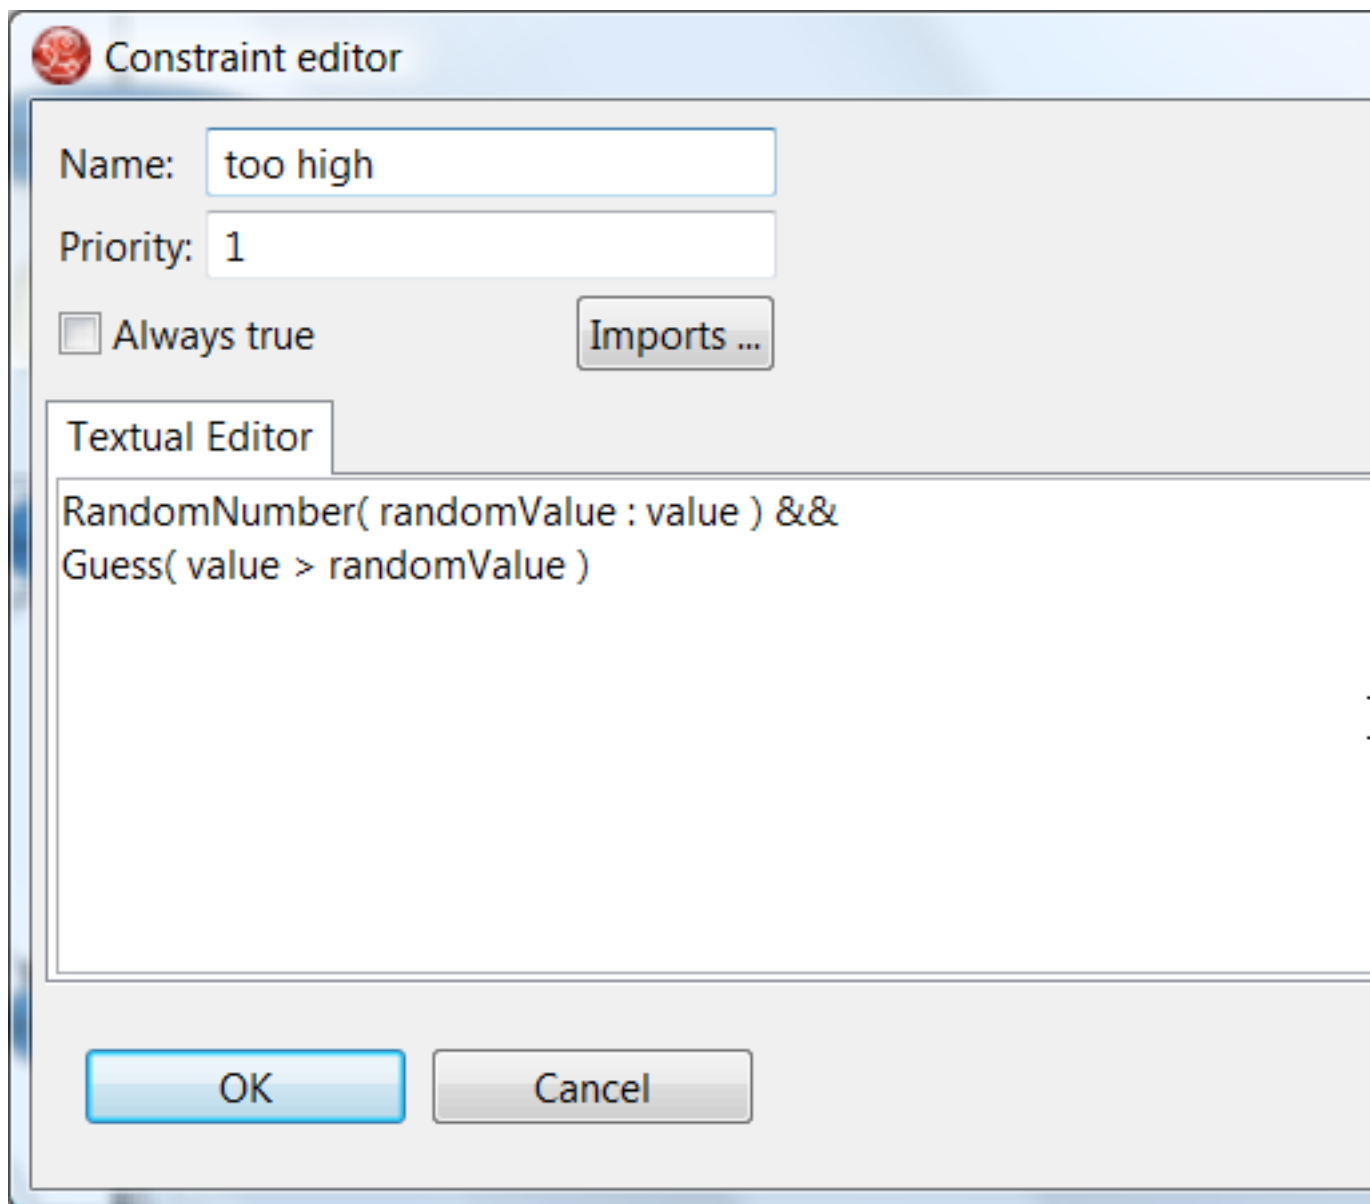 Constraint editor
Name: too high
Priority: 1
Always true Imports ...
Textual Editor
RandomNumber( randomValue : value ) &&
Guess( value > randomValue )
OK Cancel